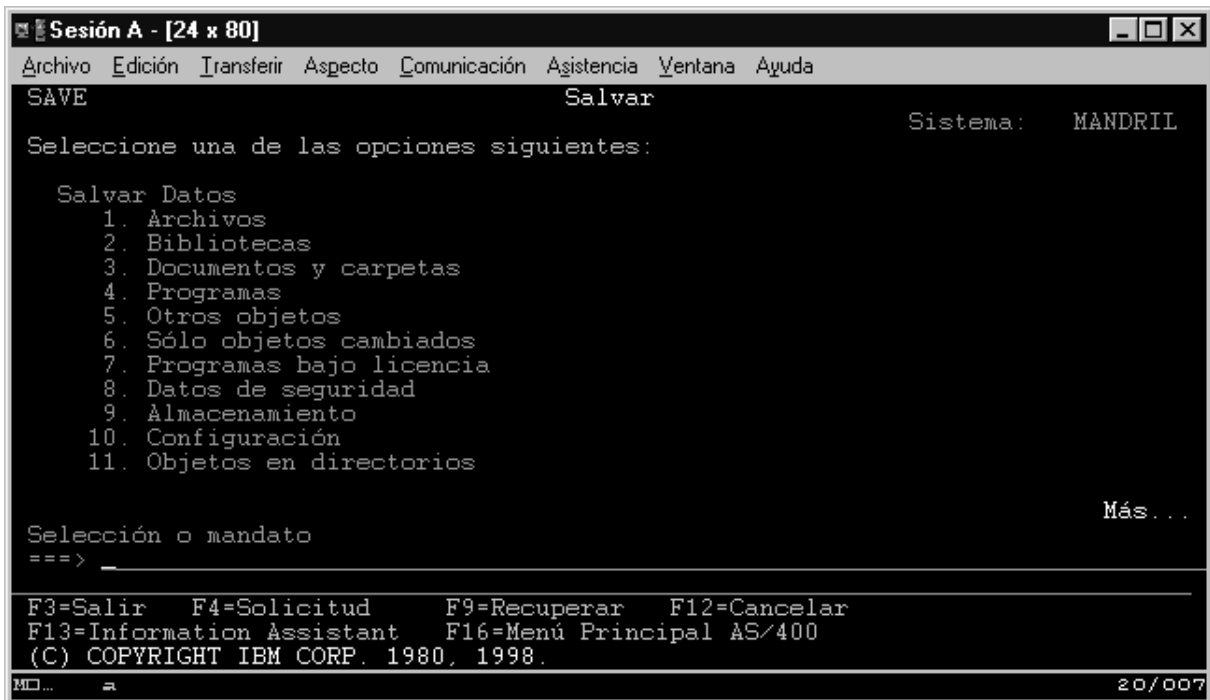 Sesión A - [24 x 80]
Archivo Edición Transferir Aspecto Comunicación Asistencia Ventana Ayuda
SAVE Salvar
Sistema: MANDRIL
Seleccione una de las opciones siguientes:
Salvar Datos
1. Archivos
2. Bibliotecas
3. Documentos y carpetas
4. Programas
5. Otros objetos
6. Sólo objetos cambiados
7. Programas bajo licencia
8. Datos de seguridad
9. Almacenamiento
10. Configuración
11. Objetos en directorios
Más...
Selección o mandato
===> _
F3=Salir F4=Solicitud F9=Recuperar F12=Cancelar
F13=Information Assistant F16=Menú Principal AS/400
(C) COPYRIGHT IBM CORP. 1980, 1998.
a 20/007